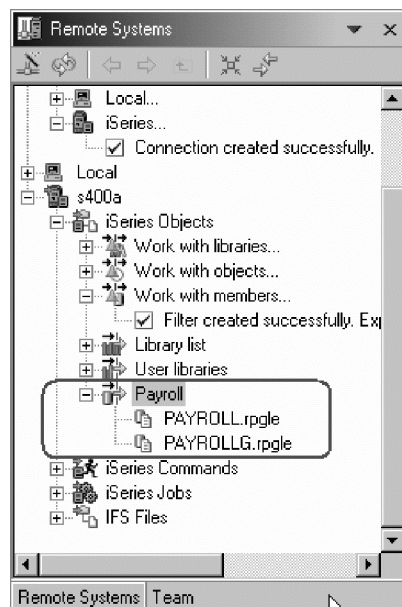 Remote Systems
Local...
iSeries...
Connection created successfully.
Local
s400a
iSeries Objects
Work with libraries...
Work with objects...
Work with members...
Filter created successfully. Exp
Library list
User libraries
Payroll
PAYROLL.rpgle
PAYROLLG.rpgle
iSeries Commands
iSeries Jobs
IFS Files
Remote Systems Team